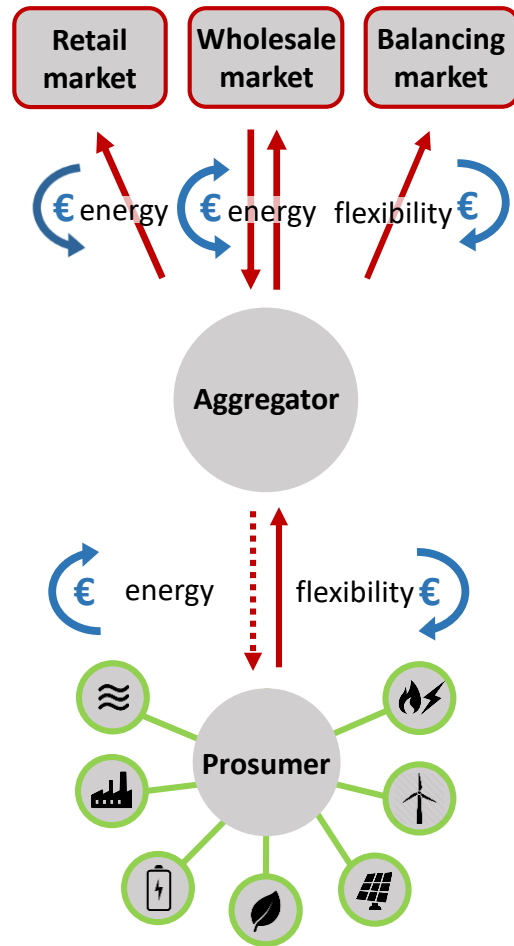 Retail
market
Wholesale
market
Balancing
market
€ energy
€ energy
flexibility €
Aggregator
€ energy
flexibility €
Prosumer